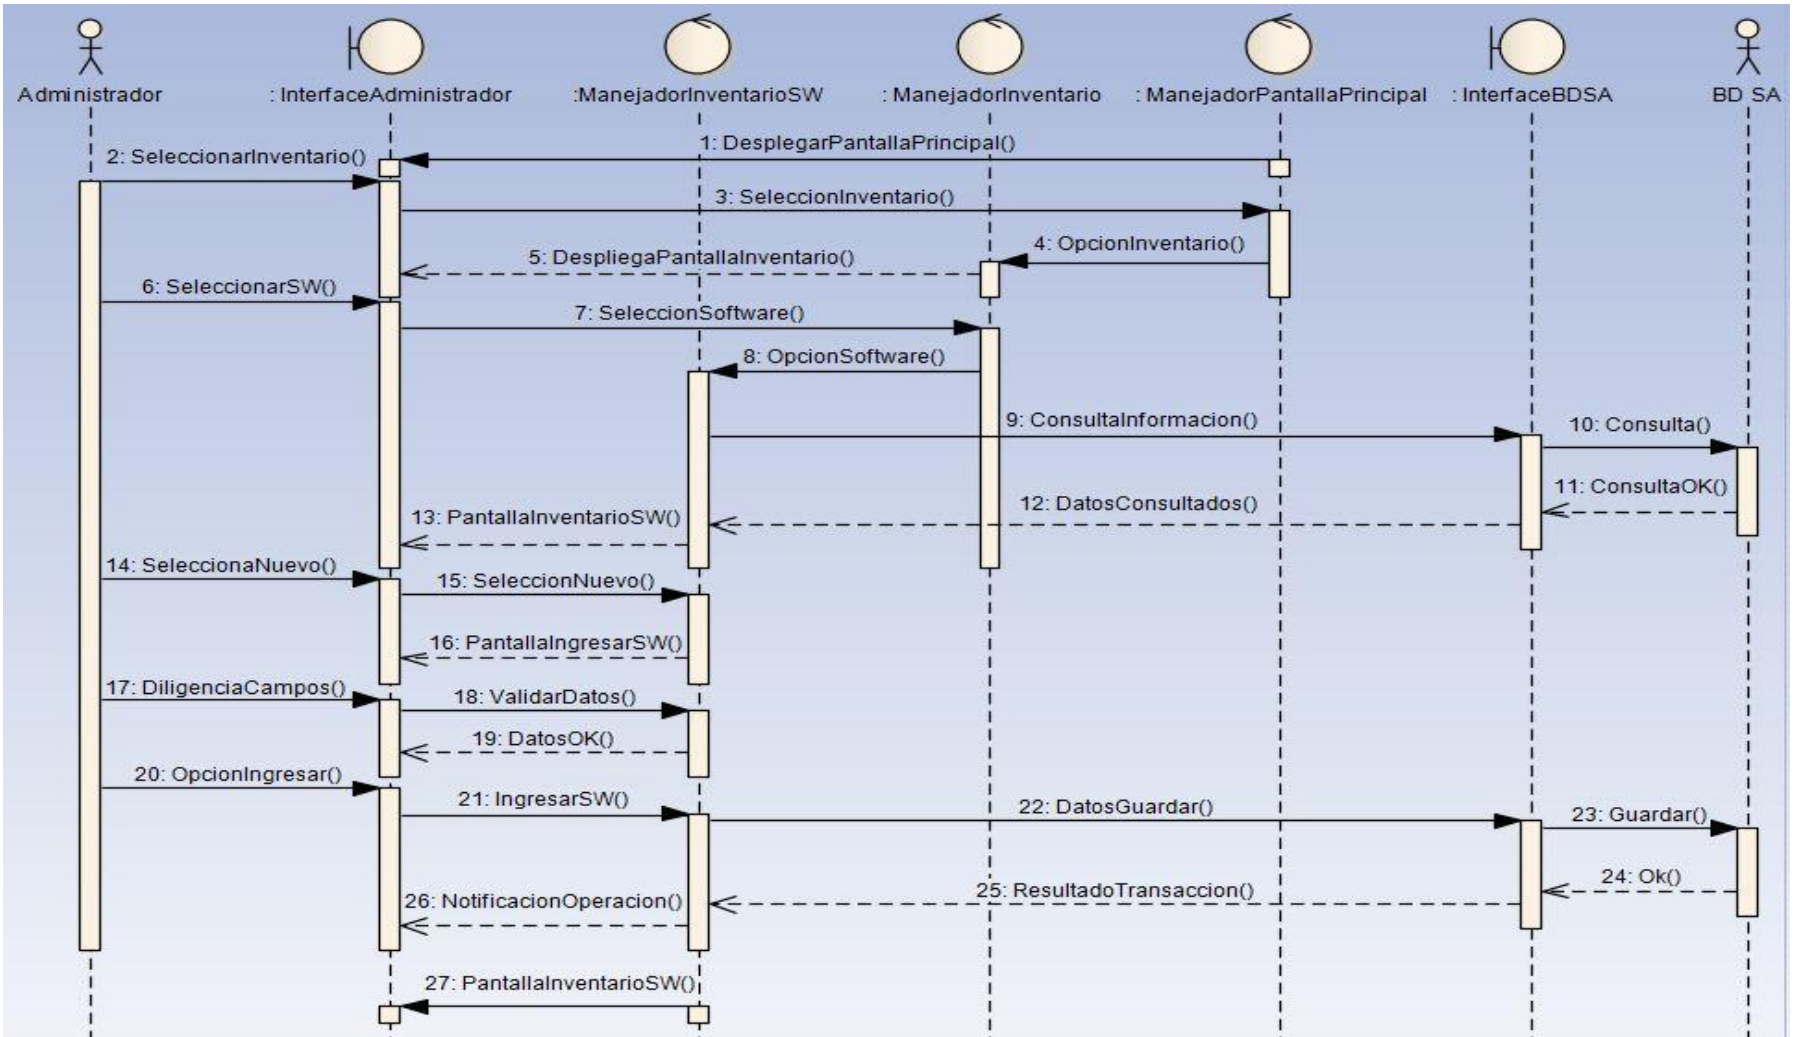 Administrador
: InterfaceAdministrador
:ManejadorInventarioSW
: ManejadorInventario
: ManejadorPantallaPrincipal
: InterfaceBDSA
BD SA
1: DesplegarPantallaPrincipal()
2: SeleccionarInventario()
3: SeleccionInventario()
4: OpcionInventario()
5: DespliegaPantallaInventario()
6: SeleccionarSW()
7: SeleccionSoftware()
8: OpcionSoftware()
9: ConsultaInformacion()
10: Consulta()
11: ConsultaOK()
12: DatosConsultados()
13: PantallaInventarioSW()
14: SeleccionaNuevo()
15: SeleccionNuevo()
16: PantallaIngresarSW()
17: DiligenciaCampos()
18: ValidarDatos()
19: DatosOK()
20: OpcionIngresar()
21: IngresarSW()
22: DatosGuardar()
23: Guardar()
24: Ok()
25: ResultadoTransaccion()
26: NotificacionOperacion()
27: PantallaInventarioSW()